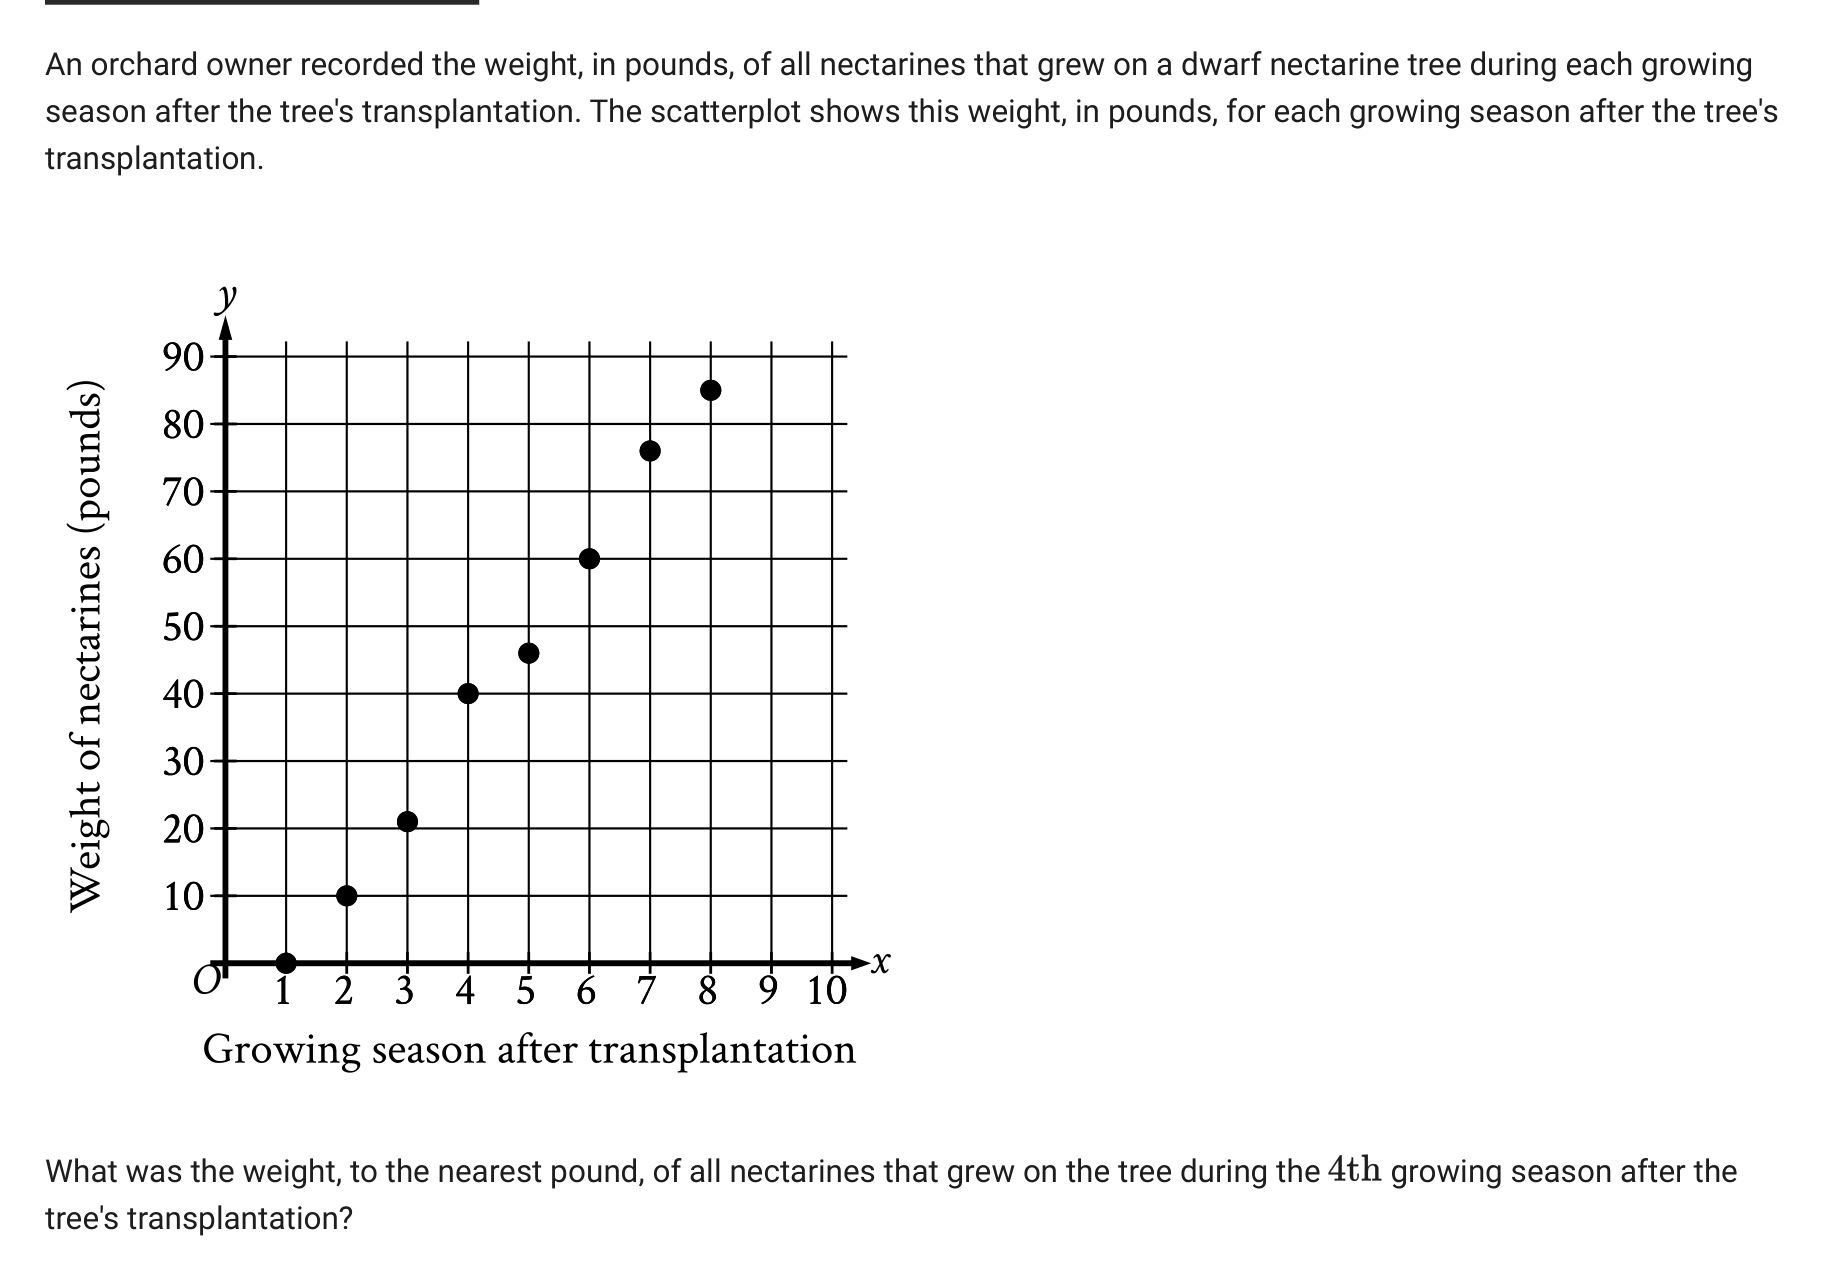 An orchard owner recorded the weight, in pounds, of all nectarines that grew on a dwarf nectarine tree during each growing
season after the tree's transplantation. The scatterplot shows this weight, in pounds, for each growing season after the tree's
transplantation.
y
90
80
70
60
50
40
30
20
10
Weight of nectarines (pounds)
O
1 2 3 4 5 6 7 8 9 10
x
Growing season after transplantation
What was the weight, to the nearest pound, of all nectarines that grew on the tree during the 4th growing season after the
tree's transplantation?